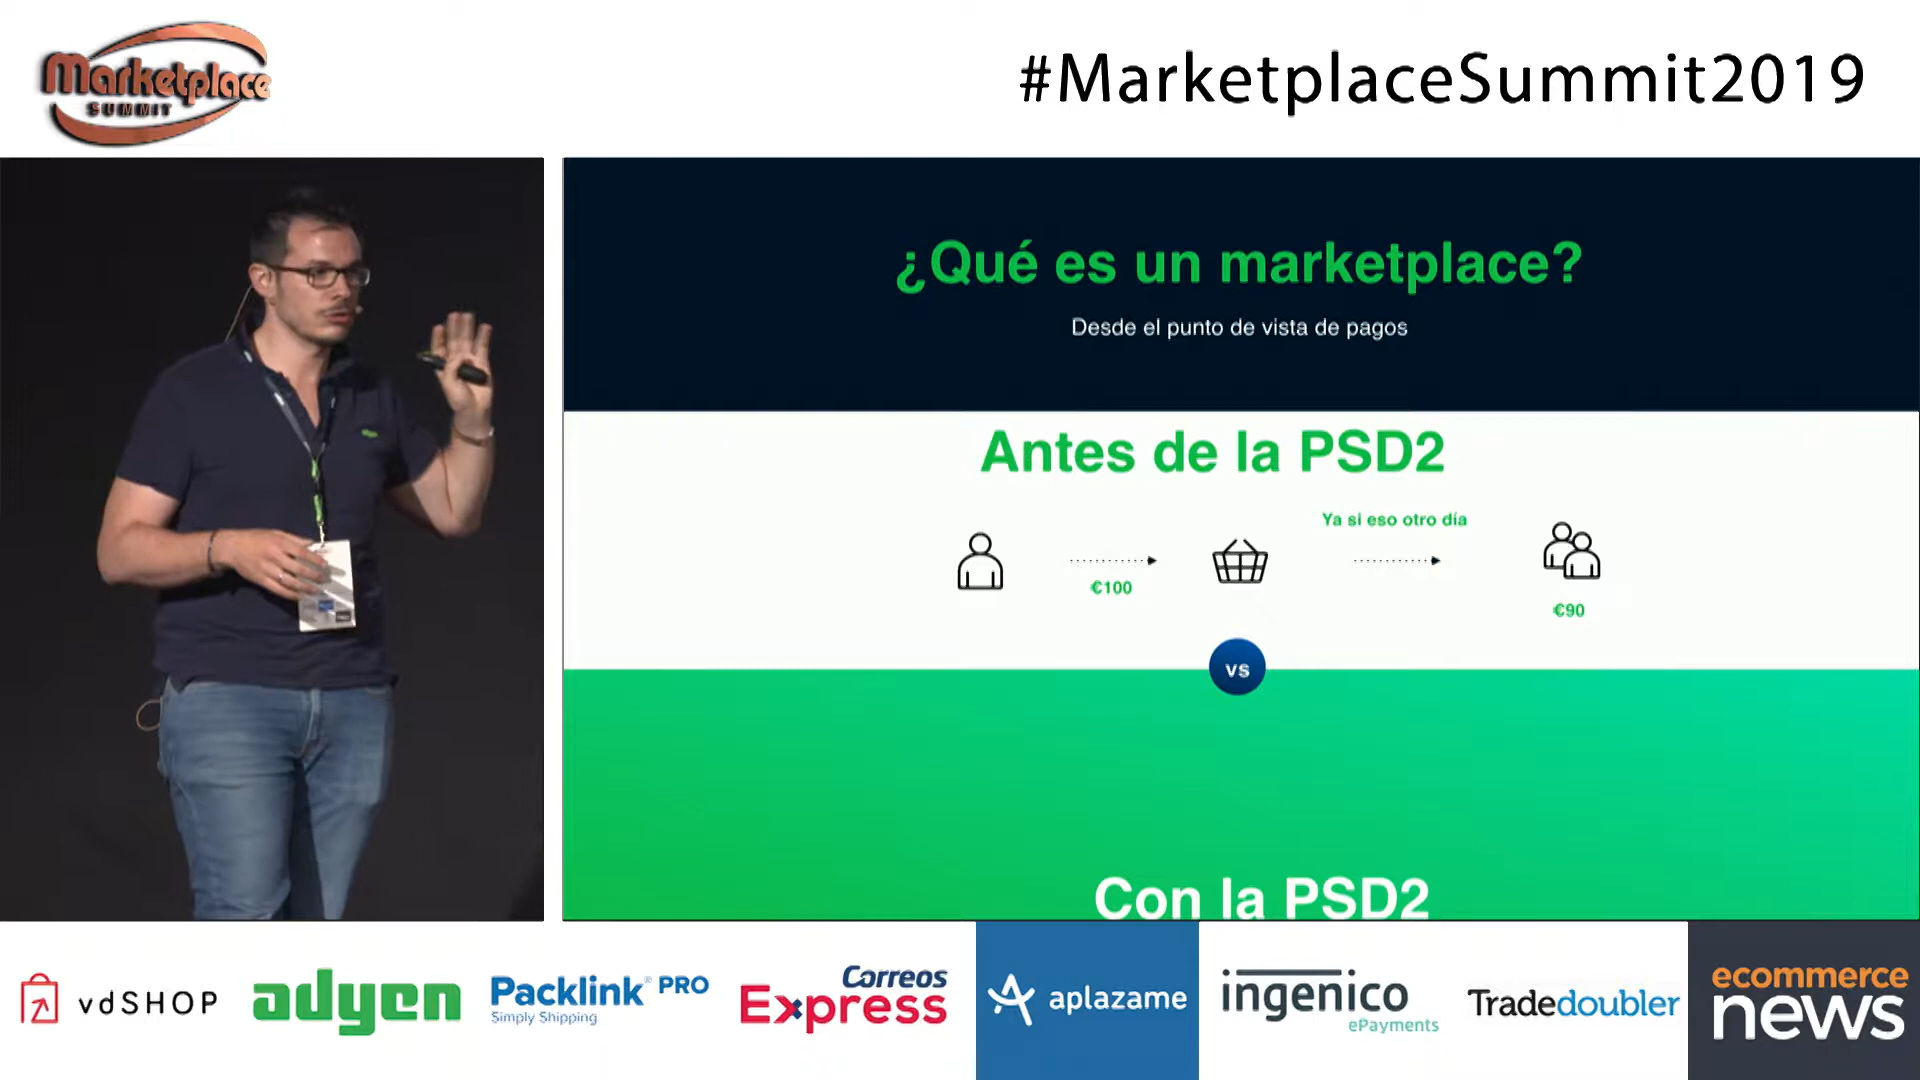 Marketplace
SUMMIT
#MarketplaceSummit2019
¿Qué es un marketplace?
Desde el punto de vista de pagos
Antes de la PSD2
Ya si eso otro día
€100
€90
vs
Con la PSD2
vdSHOP
adyen
Packlink PRO
Simply Shipping
Correos
Express
aplazame
ingenico
ePayments
Tradedoubler
ecommerce
news